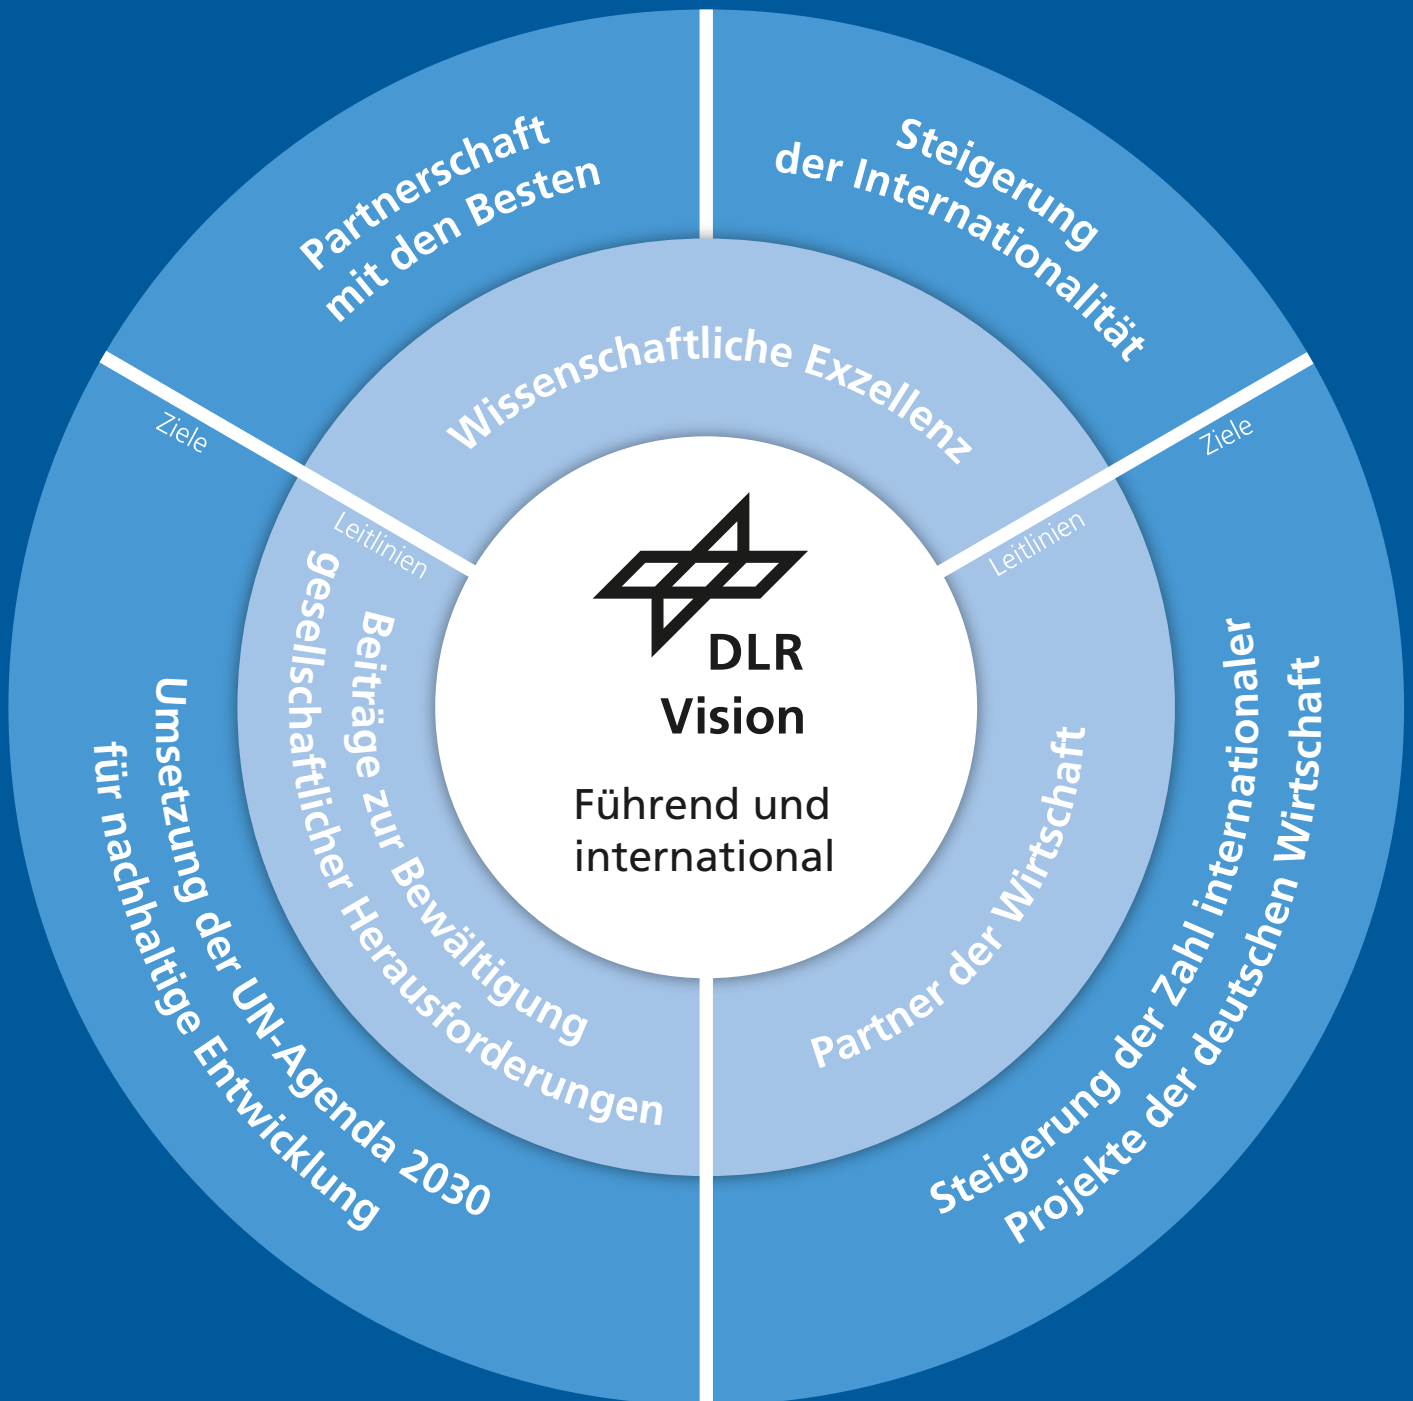 Partnerschaft
mit den Besten
Steigerung
der Internationalität
Wissenschaftliche Exzellenz
Ziele
Leitlinien
Ziele
Leitlinien
DLR
Vision
Führend und
international
Beiträge zur Bewältigung
gesellschaftlicher Herausforderungen
Umsetzung der UN-Agenda 2030
für nachhaltige Entwicklung
Partner der Wirtschaft
Steigerung der Zahl internationaler
Projekte der deutschen Wirtschaft